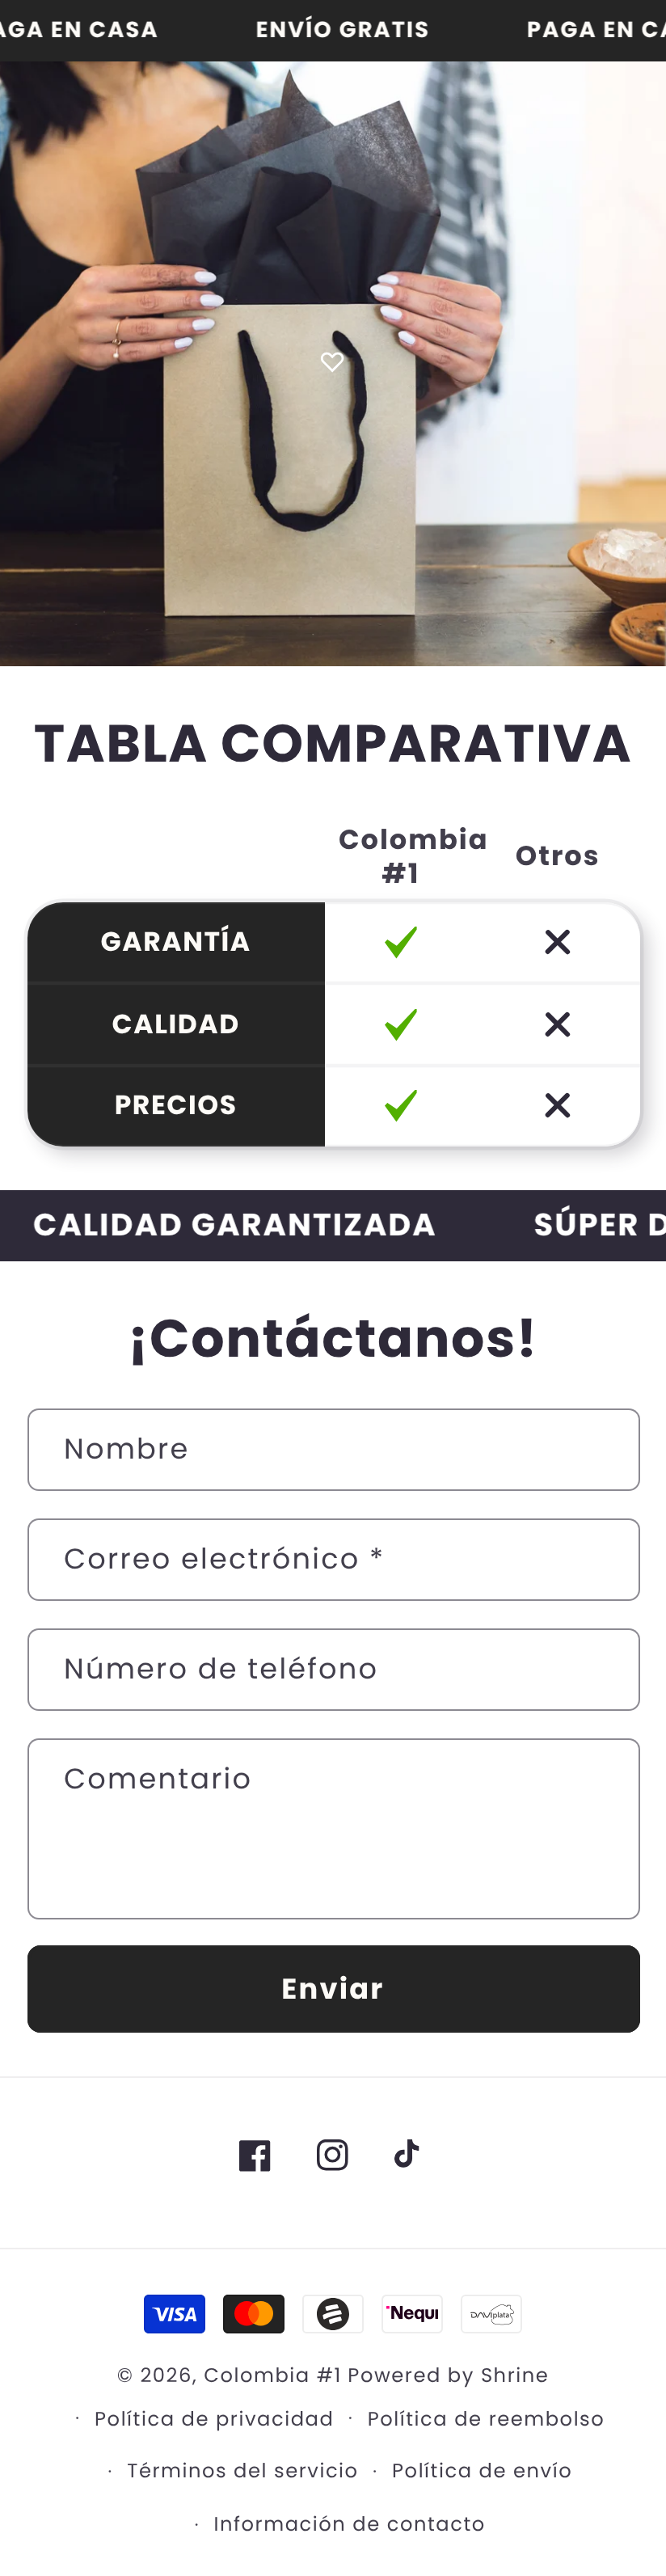 AGA EN CASA ENVÍO GRATIS PAGA EN CA
TABLA COMPARATIVA
Colombia
#1
Otros
GARANTÍA
CALIDAD
PRECIOS
CALIDAD GARANTIZADA SÚPER D
¡Contáctanos!
Nombre
Correo electrónico *
Número de teléfono
Comentario
Enviar
VISA Nequi DAVIplata
© 2026, Colombia #1 Powered by Shrine
· Política de privacidad · Política de reembolso
· Términos del servicio · Política de envío
· Información de contacto